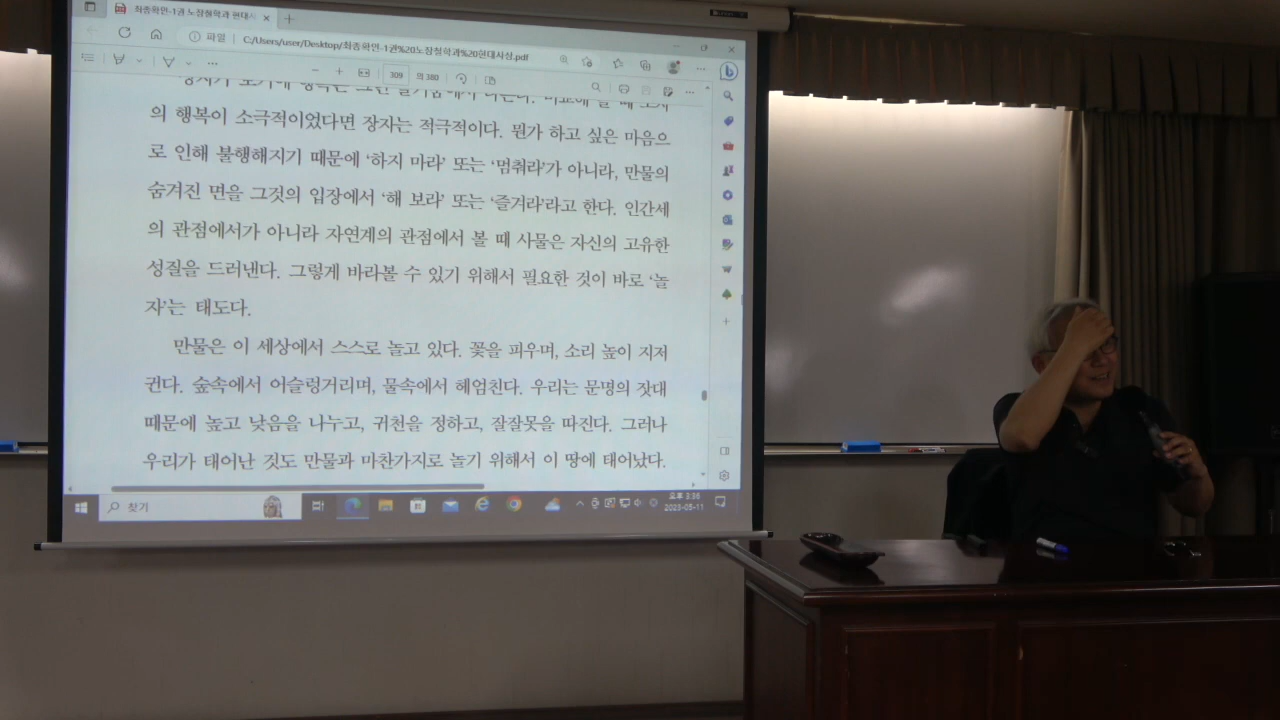 최종확인-1권 노장철학과 현대사
파일 C:/Users/user/Desktop/최종확인-1권%20노장철학과%20현대사상.pdf
309 의 380
의 행복이 소극적이었다면 장자는 적극적이다. 뭔가 하고 싶은 마음으
로 인해 불행해지기 때문에 ‘하지 마라’ 또는 ‘멈춰라’가 아니라, 만물의
숨겨진 면을 그것의 입장에서 ‘해 보라’ 또는 ‘즐겨라’라고 한다. 인간세
의 관점에서가 아니라 자연계의 관점에서 볼 때 사물은 자신의 고유한
성질을 드러낸다. 그렇게 바라볼 수 있기 위해서 필요한 것이 바로 ‘놀
자’는 태도다.
만물은 이 세상에서 스스로 놀고 있다. 꽃을 피우며, 소리 높이 지저
귄다. 숲속에서 어슬렁거리며, 물속에서 헤엄친다. 우리는 문명의 잣대
때문에 높고 낮음을 나누고, 귀천을 정하고, 잘잘못을 따진다. 그러나
우리가 태어난 것도 만물과 마찬가지로 놀기 위해서 이 땅에 태어났다.
찾기
오후 3:36
2023-05-11